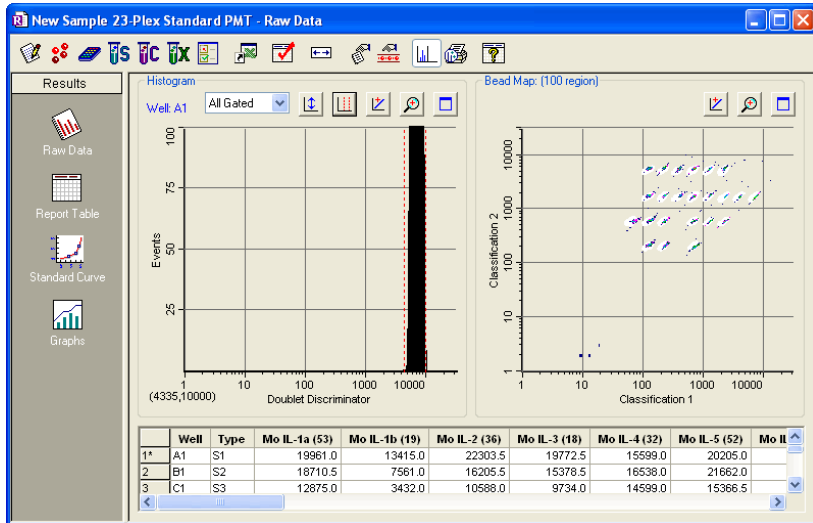 New Sample 23-Plex Standard PMT - Raw Data
S C X
Results
Raw Data
Report Table
Standard Curve
Graphs
Histogram
Well: A1 All Gated
Events
100
75
50
25
1 10 100 1000 10000
(4335,10000) Doublet Discriminator
Bead Map: (100 region)
Classification 2
10000
1000
100
10
1
1 10 100 1000 10000
Classification 1
Well Type Mo IL-1a (53) Mo IL-1b (19) Mo IL-2 (36) Mo IL-3 (18) Mo IL-4 (32) Mo IL-5 (52) Mo IL
1* A1 S1 19961.0 13415.0 22303.5 19772.5 15599.0 20205.0
2 B1 S2 18710.5 7561.0 16205.5 15378.5 16538.0 21662.0
3 C1 S3 12875.0 3432.0 10588.0 9734.0 14599.0 15366.5